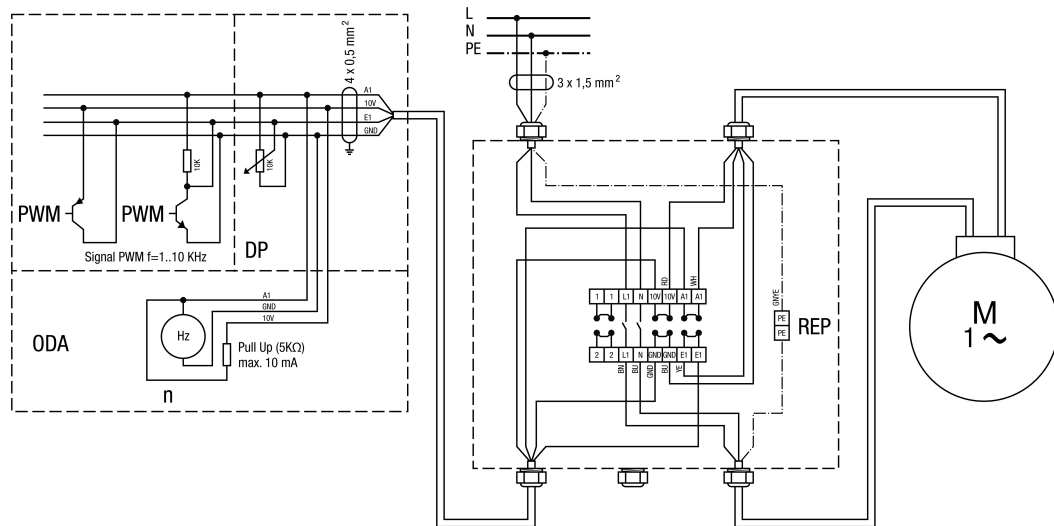 L
N
PE
3 x 1,5 mm²
4 x 0,5 mm²
A1
10V
E1
GND
10K
10K
PWM
PWM
DP
Signal PWM f=1..10 KHz
A1
GND
10V
ODA
Hz
Pull Up (5KΩ)
max. 10 mA
n
RD
WH
GNYE
1 1 L1 N 10V 10V A1 A1
PE
PE
REP
2 2 L1 N GND GND E1 E1
BN
BU
GND
BU
YE
M
1 ~